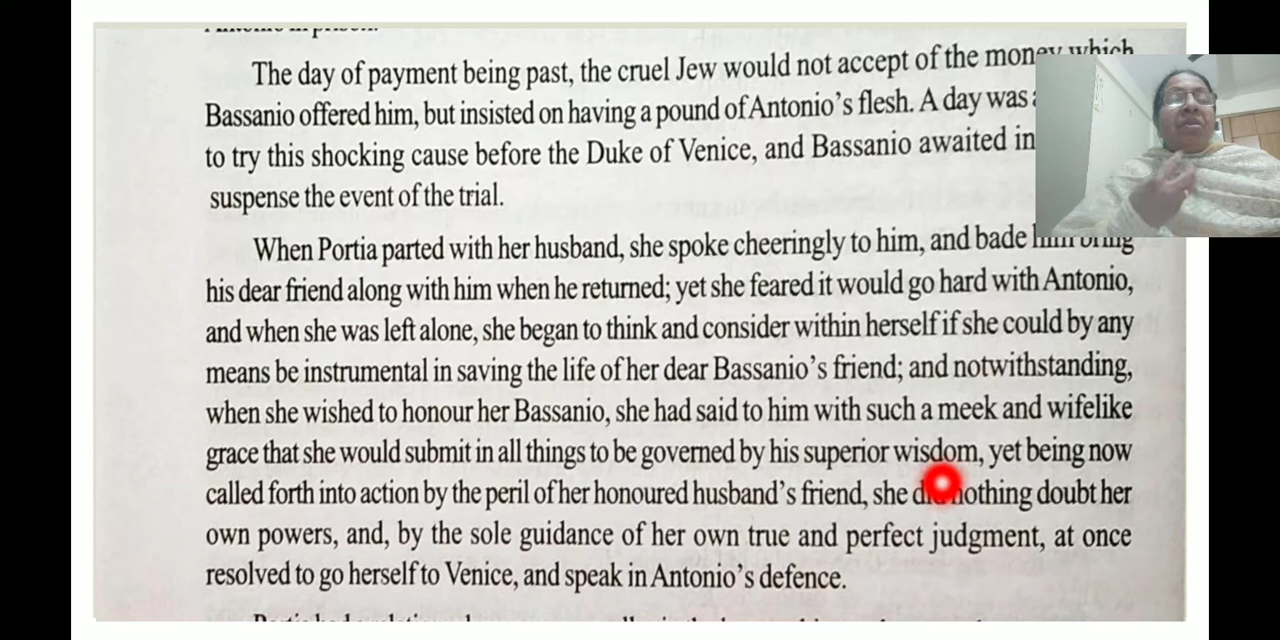 The day of payment being past, the cruel Jew would not accept of the money which
Bassanio offered him, but insisted on having a pound of Antonio's flesh. A day was
to try this shocking cause before the Duke of Venice, and Bassanio awaited in
suspense the event of the trial.
When Portia parted with her husband, she spoke cheeringly to him, and bade him bring
his dear friend along with him when he returned; yet she feared it would go hard with Antonio,
and when she was left alone, she began to think and consider within herself if she could by any
means be instrumental in saving the life of her dear Bassanio's friend; and notwithstanding,
when she wished to honour her Bassanio, she had said to him with such a meek and wifelike
grace that she would submit in all things to be governed by his superior wisdom, yet being now
called forth into action by the peril of her honoured husband's friend, she did nothing doubt her
own powers, and, by the sole guidance of her own true and perfect judgment, at once
resolved to go herself to Venice, and speak in Antonio's defence.